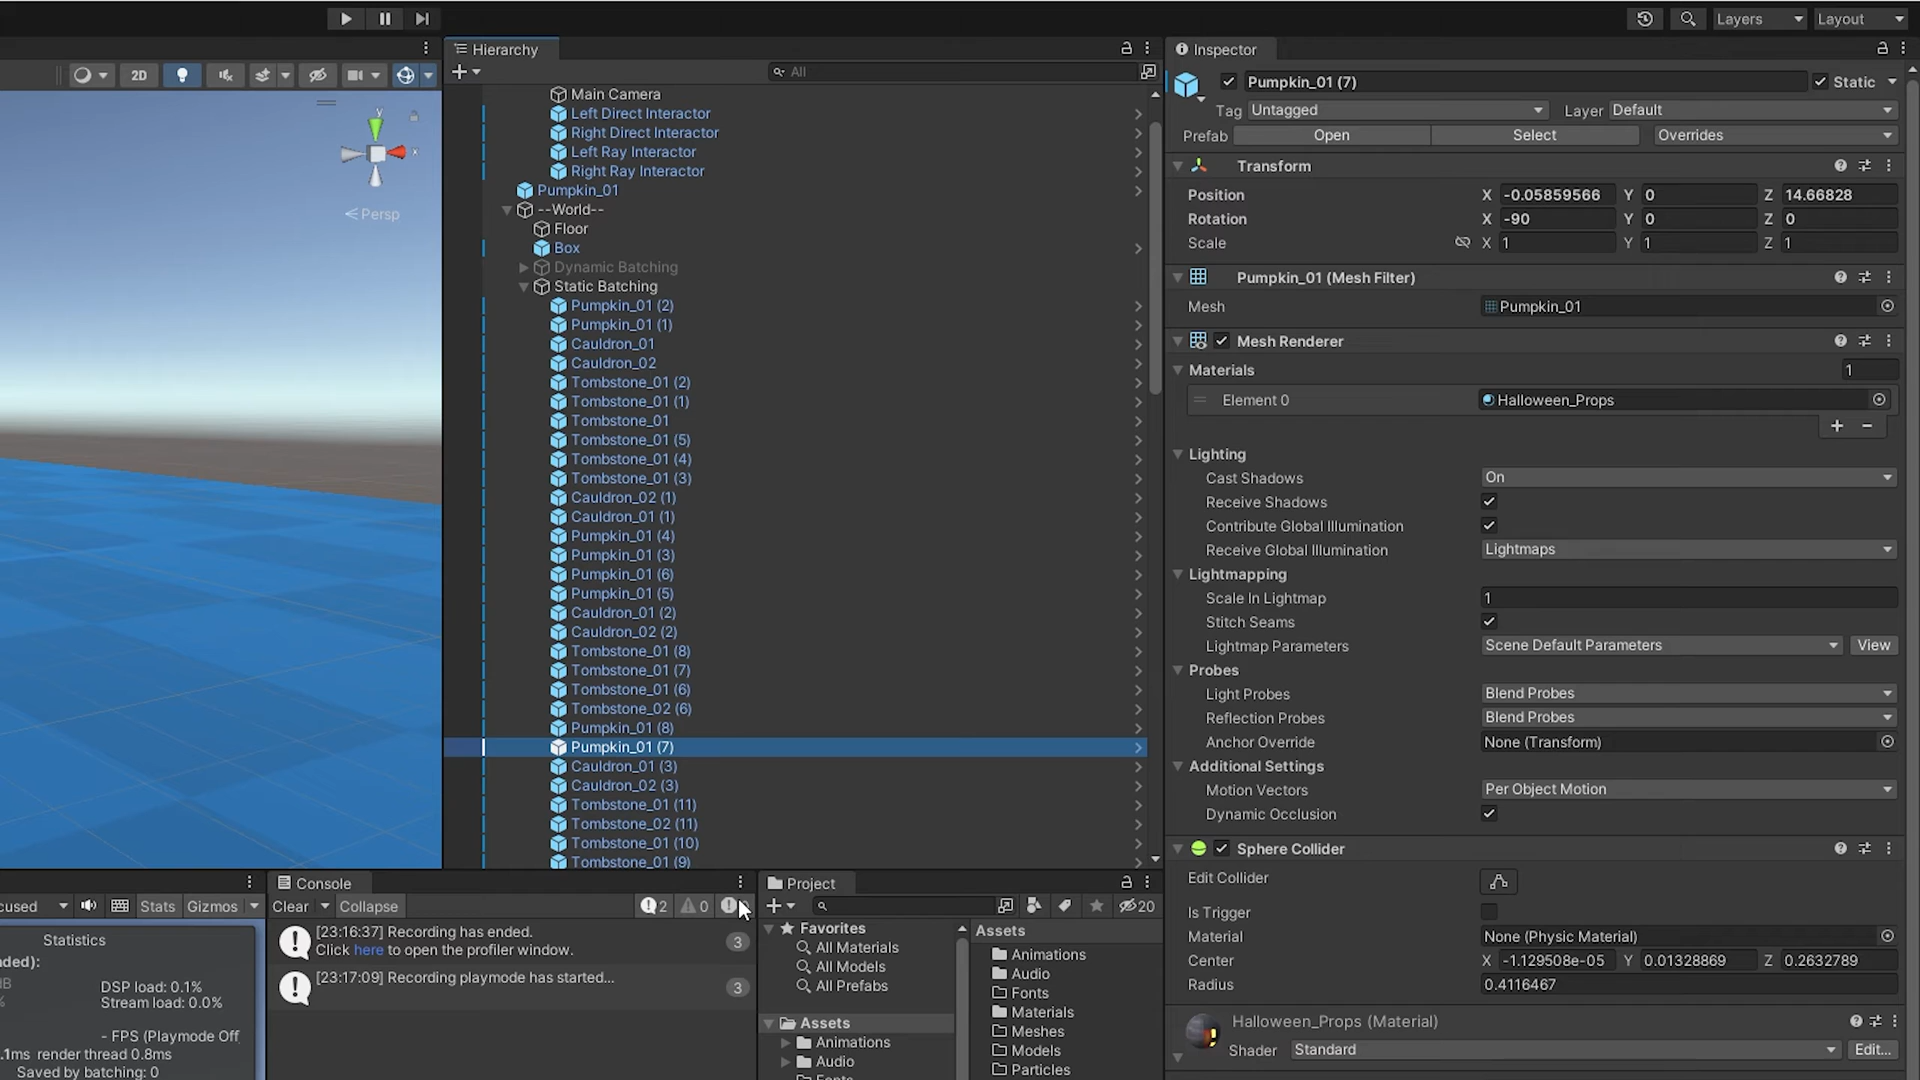 Layers
Layout
2D
y
x
Persp
Hierarchy
All
Main Camera
Left Direct Interactor
Right Direct Interactor
Left Ray Interactor
Right Ray Interactor
Pumpkin_01
--World--
Floor
Box
Dynamic Batching
Static Batching
Pumpkin_01 (2)
Pumpkin_01 (1)
Cauldron_01
Cauldron_02
Tombstone_01 (2)
Tombstone_01 (1)
Tombstone_01
Tombstone_01 (5)
Tombstone_01 (4)
Tombstone_01 (3)
Cauldron_02 (1)
Cauldron_01 (1)
Pumpkin_01 (4)
Pumpkin_01 (3)
Pumpkin_01 (6)
Pumpkin_01 (5)
Cauldron_01 (2)
Cauldron_02 (2)
Tombstone_01 (8)
Tombstone_01 (7)
Tombstone_01 (6)
Tombstone_02 (6)
Pumpkin_01 (8)
Pumpkin_01 (7)
Cauldron_01 (3)
Cauldron_02 (3)
Tombstone_01 (11)
Tombstone_02 (11)
Tombstone_01 (10)
Tombstone_01 (9)
Inspector
Pumpkin_01 (7) Static
Tag Untagged Layer Default
Prefab Open Select Overrides
Transform
Position X -0.05859566 Y 0 Z 14.66828
Rotation X -90 Y 0 Z 0
Scale X 1 Y 1 Z 1
Pumpkin_01 (Mesh Filter)
Mesh Pumpkin_01
Mesh Renderer
Materials 1
Element 0 Halloween_Props
Lighting
Cast Shadows On
Receive Shadows
Contribute Global Illumination
Receive Global Illumination Lightmaps
Lightmapping
Scale In Lightmap 1
Stitch Seams
Lightmap Parameters Scene Default Parameters View
Probes
Light Probes Blend Probes
Reflection Probes Blend Probes
Anchor Override None (Transform)
Additional Settings
Motion Vectors Per Object Motion
Dynamic Occlusion
Sphere Collider
Edit Collider
Is Trigger
Material None (Physic Material)
Center X -1.129508e-05 Y 0.01328869 Z 0.2632789
Radius 0.4116467
Halloween_Props (Material)
Shader Standard Edit...
cused Stats Gizmos
Statistics
ded):
DSP load: 0.1%
Stream load: 0.0%
- FPS (Playmode Off
.1ms render thread 0.8ms
Saved by batching: 0
Console
Clear Collapse 2 0
[23:16:37] Recording has ended.
Click here to open the profiler window.
3
[23:17:09] Recording playmode has started...
3
Project
20
Favorites
All Materials
All Models
All Prefabs
Assets
Animations
Audio
Assets
Animations
Audio
Fonts
Materials
Meshes
Models
Particles